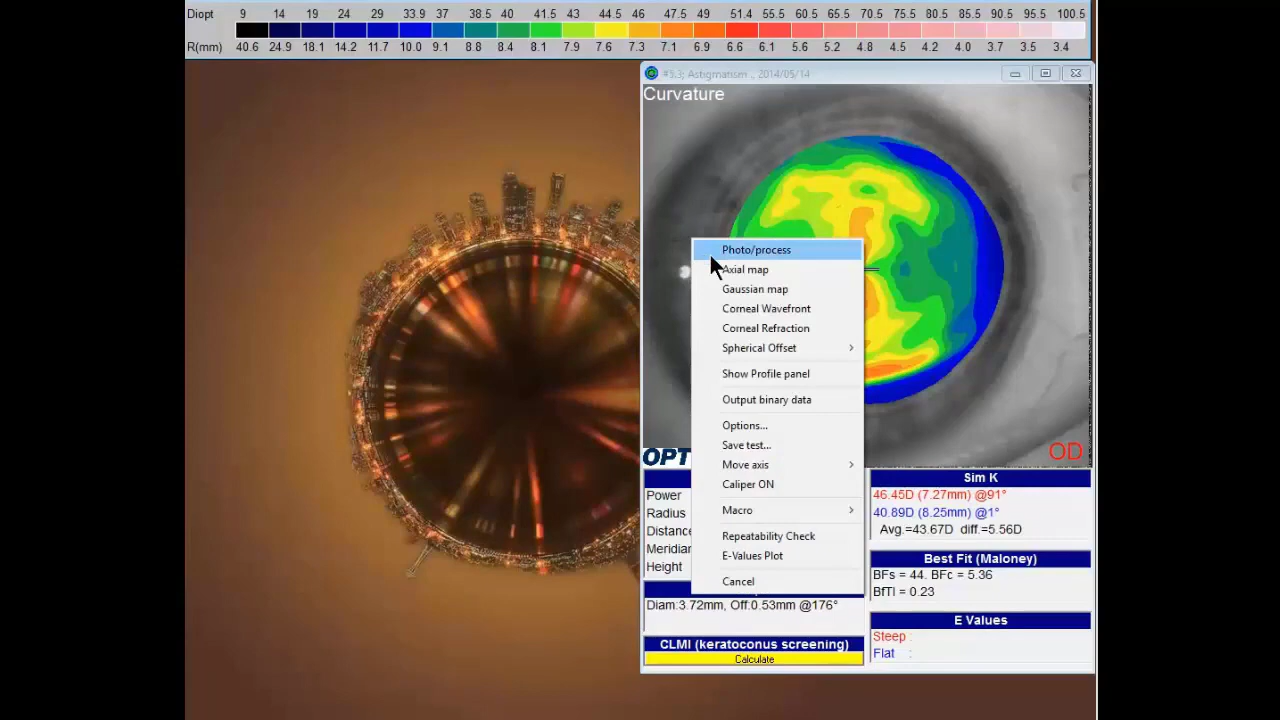 Diopt 9 14 19 24 29 33.9 37 38.5 40 41.5 43 44.5 46 47.5 49 51.4 55.5 60.5 65.5 70.5 75.5 80.5 85.5 90.5 95.5 100.5
R(mm) 40.6 24.9 18.1 14.2 11.7 10.0 9.1 8.8 8.4 8.1 7.9 7.6 7.3 7.1 6.9 6.6 6.1 5.6 5.2 4.8 4.5 4.2 4.0 3.7 3.5 3.4
#5.3; Astigmatism ., 2014/05/14
Curvature
Photo/process
Axial map
Gaussian map
Corneal Wavefront
Corneal Refraction
Spherical Offset
Show Profile panel
Output binary data
Options...
Save test...
Move axis
Caliper ON
Macro
Repeatability Check
E-Values Plot
Cancel
OPT
OD
Power
Radius
Distance
Meridian
Height
Diam:3.72mm, Off:0.53mm @176°
CLMI (keratoconus screening)
Calculate
Sim K
46.45D (7.27mm) @91°
40.89D (8.25mm) @1°
Avg.=43.67D diff.=5.56D
Best Fit (Maloney)
BFs = 44. BFc = 5.36
BfTI = 0.23
E Values
Steep :
Flat :